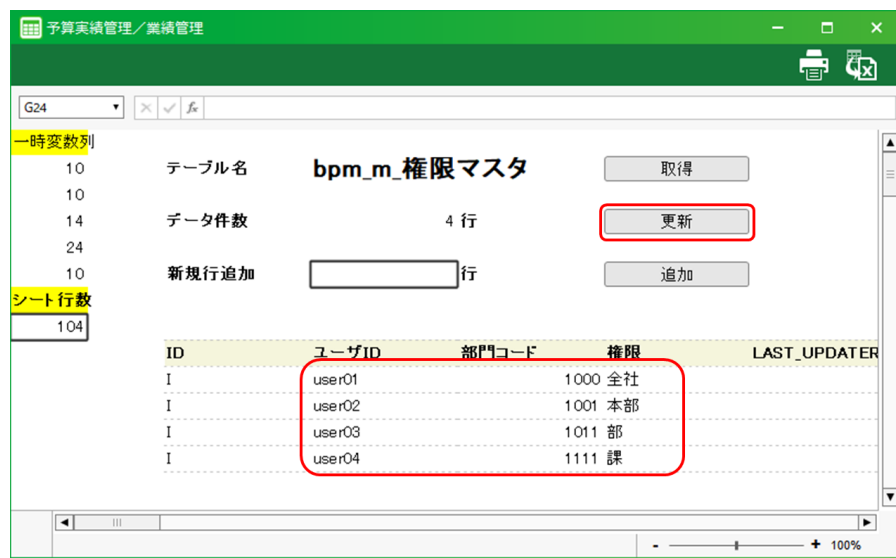 予算実績管理／業績管理
G24
fx
一時変数列
10 テーブル名 bpm_m_権限マスタ 取得
10
14 データ件数 4 行 更新
24
10 新規行追加 行 追加
シート行数
104
ID ユーザID 部門コード 権限 LAST_UPDATER
I user01 1000 全社
I user02 1001 本部
I user03 1011 部
I user04 1111 課
- + 100%